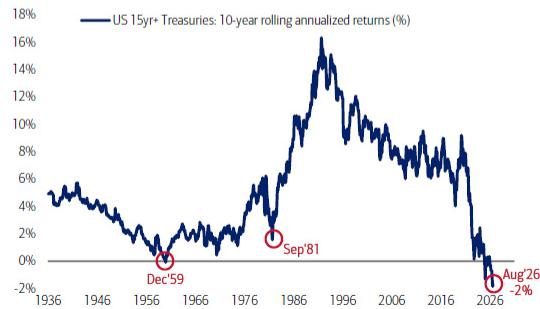 US 15yr+ Treasuries: 10-year rolling annualized returns (%)
18%
16%
14%
12%
10%
8%
6%
4%
2%
0%
-2%
Dec'59
Sep'81
Aug'26
-2%
1936 1946 1956 1966 1976 1986 1996 2006 2016 2026